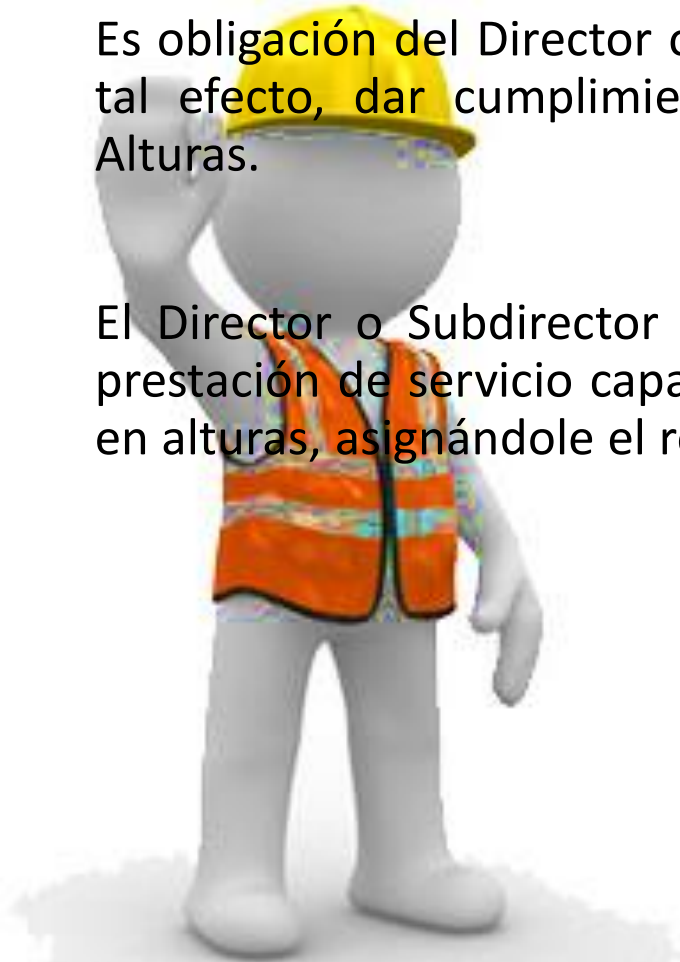 Es obligación del Director
tal efecto, dar cumplimie
Alturas.
El Director o Subdirector
prestación de servicio capa
en alturas, asignándole el r